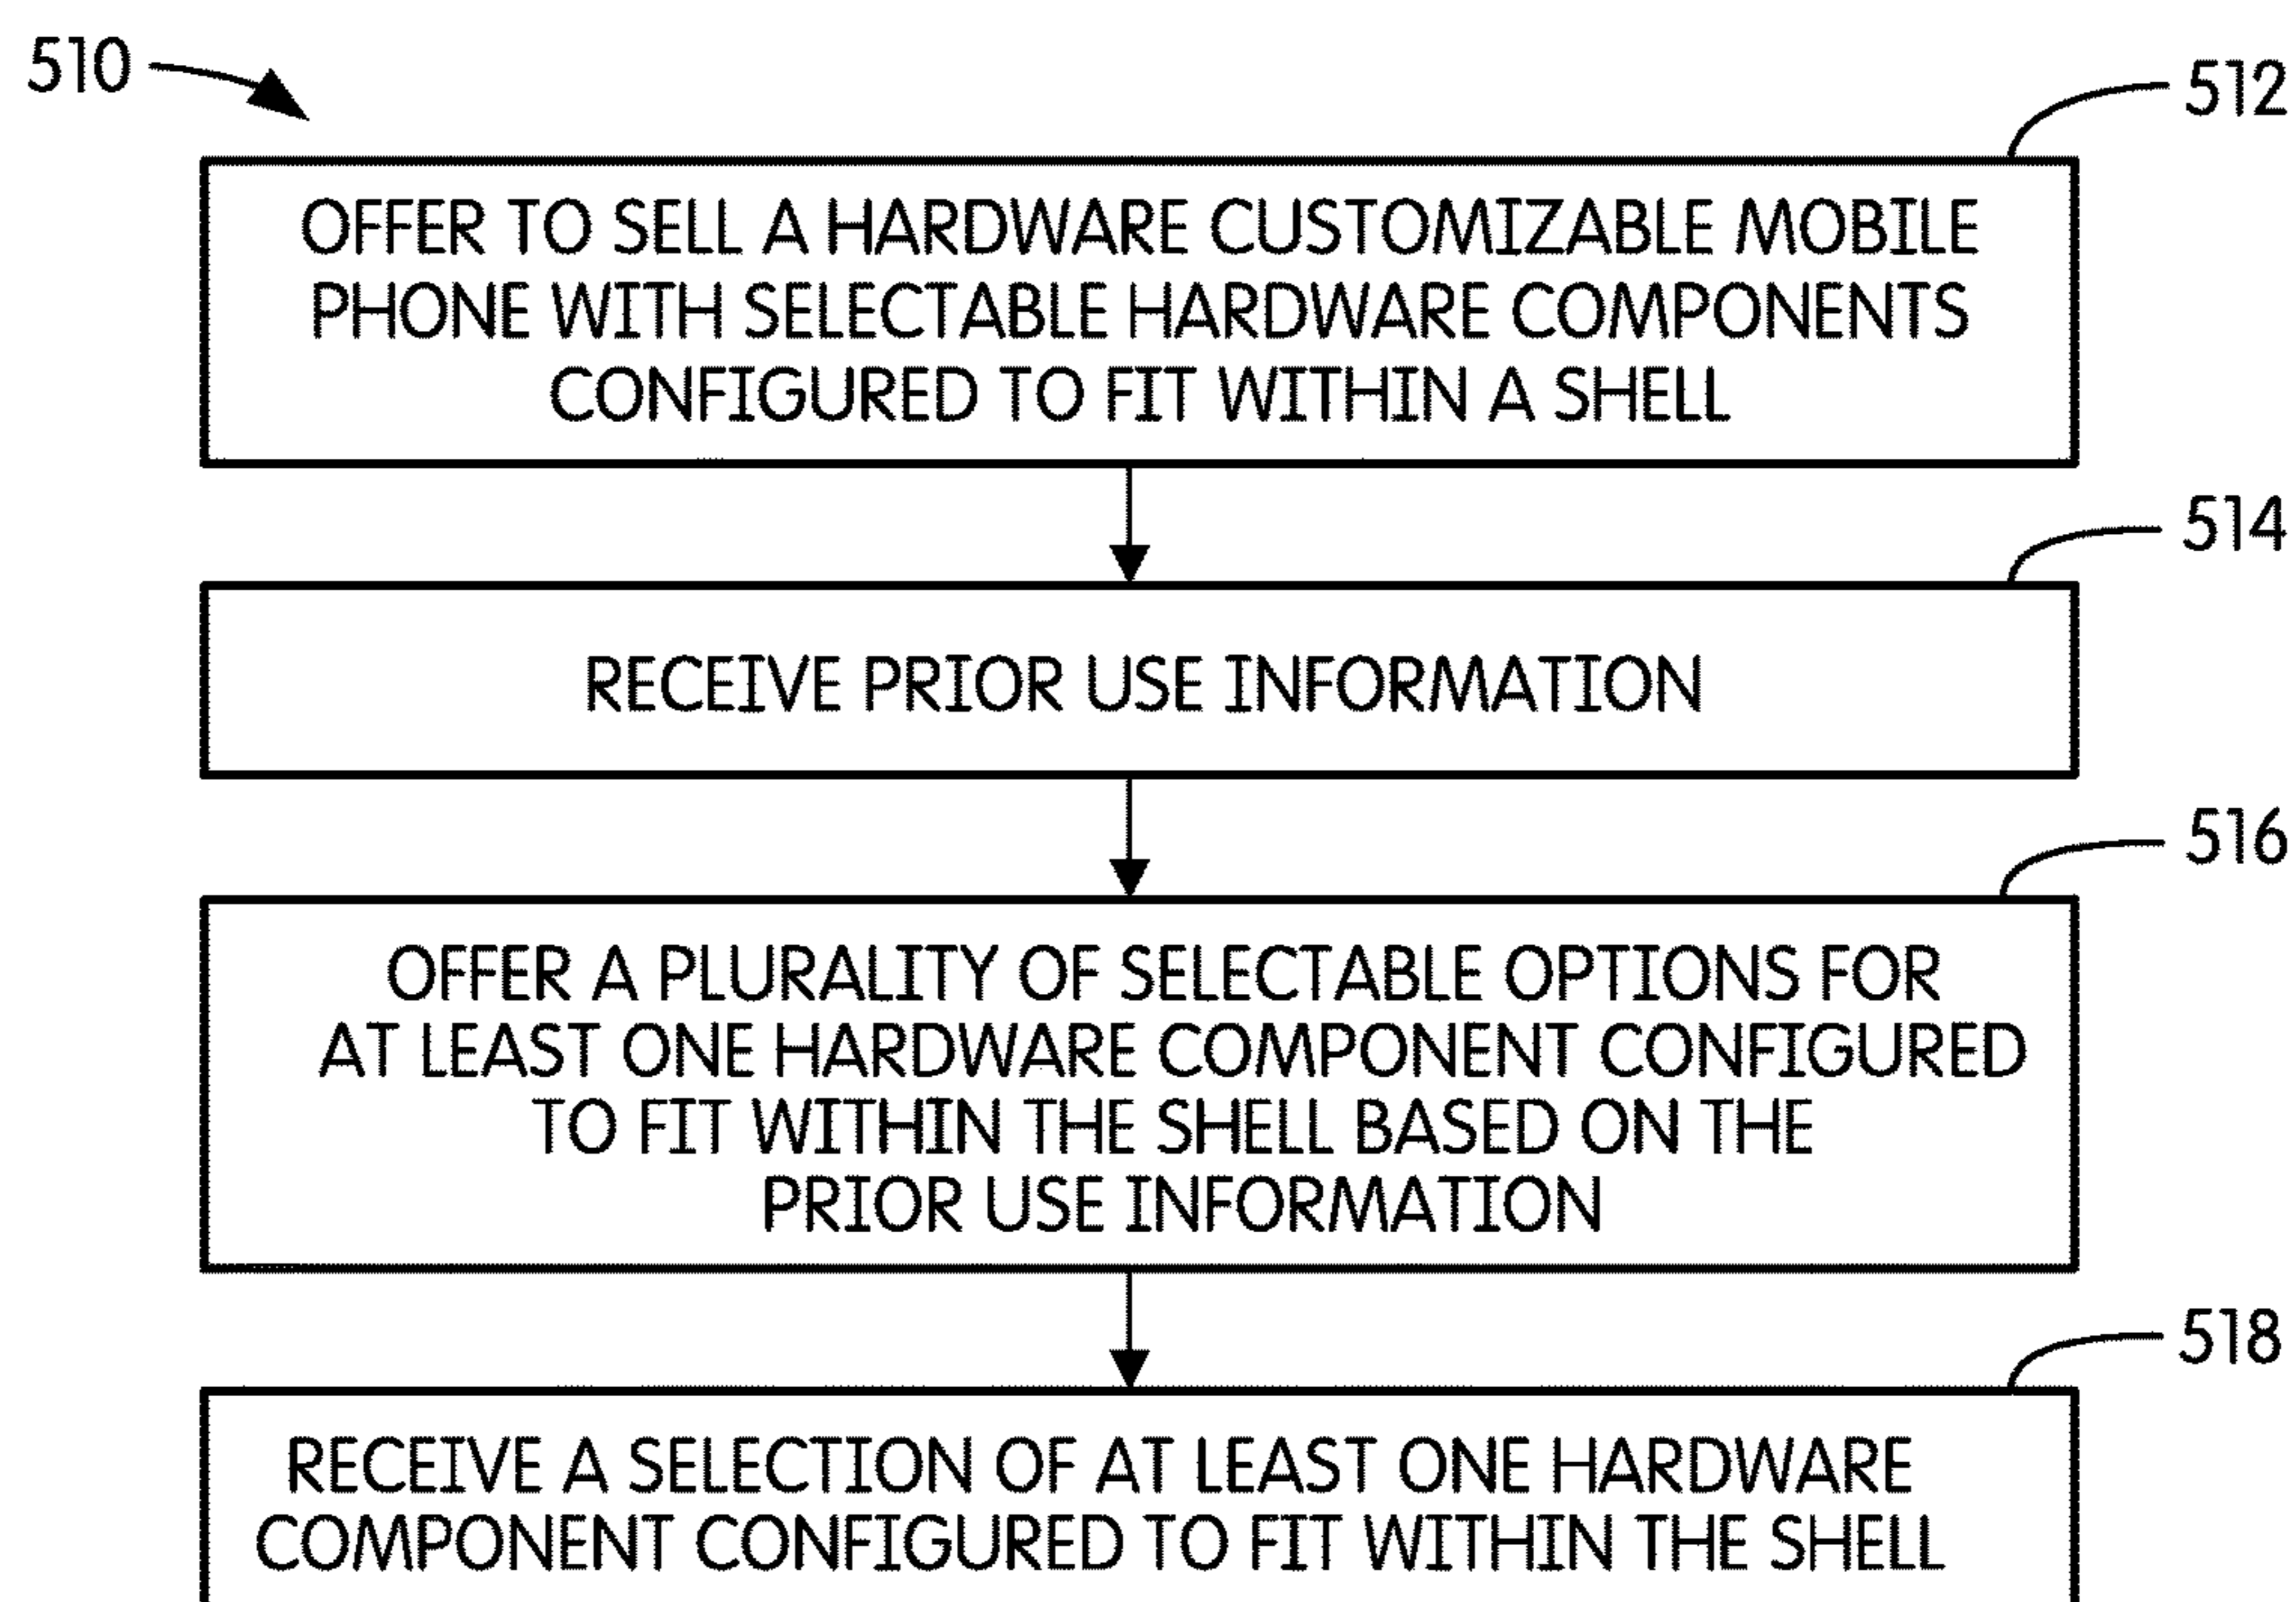 510
512
OFFER TO SELL A HARDWARE CUSTOMIZABLE MOBILE
PHONE WITH SELECTABLE HARDWARE COMPONENTS
CONFIGURED TO FIT WITHIN A SHELL
514
RECEIVE PRIOR USE INFORMATION
516
OFFER A PLURALITY OF SELECTABLE OPTIONS FOR
AT LEAST ONE HARDWARE COMPONENT CONFIGURED
TO FIT WITHIN THE SHELL BASED ON THE
PRIOR USE INFORMATION
518
RECEIVE A SELECTION OF AT LEAST ONE HARDWARE
COMPONENT CONFIGURED TO FIT WITHIN THE SHELL